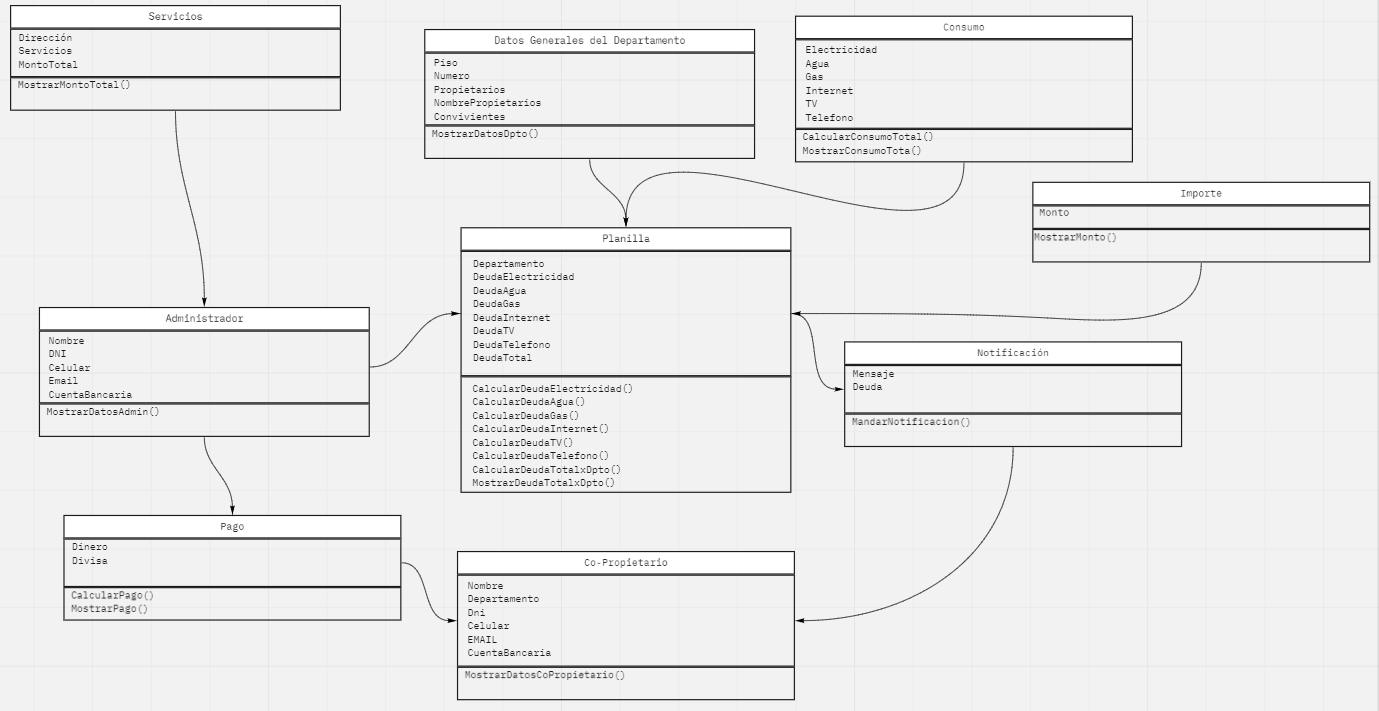 Servicios
Dirección
Servicios
MontoTotal
MostrarMontoTotal()
Datos Generales del Departamento
Piso
Numero
Propietarios
NombrePropietarios
Convivientes
MostrarDatosDpto()
Consumo
Electricidad
Agua
Gas
Internet
TV
Telefono
CalcularConsumoTotal()
MostrarConsumoTota()
Importe
Monto
MostrarMonto()
Planilla
Departamento
DeudaElectricidad
DeudaAgua
DeudaGas
DeudaInternet
DeudaTV
DeudaTelefono
DeudaTotal
CalcularDeudaElectricidad()
CalcularDeudaAgua()
CalcularDeudaGas()
CalcularDeudaInternet()
CalcularDeudaTV()
CalcularDeudaTelefono()
CalcularDeudaTotalxDpto()
MostrarDeudaTotalxDpto()
Administrador
Nombre
DNI
Celular
Email
CuentaBancaria
MostrarDatosAdmin()
Notificación
Mensaje
Deuda
MandarNotificacion()
Pago
Dinero
Divisa
CalcularPago()
MostrarPago()
Co-Propietario
Nombre
Departamento
Dni
Celular
EMAIL
CuentaBancaria
MostrarDatosCoPropietario()